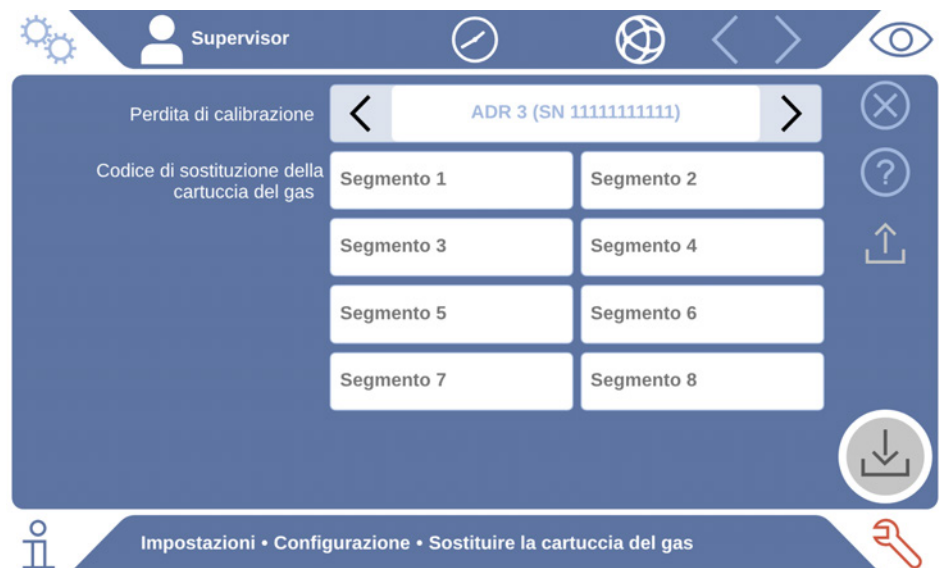 Supervisor
Perdita di calibrazione
ADR 3 (SN 11111111111)
Codice di sostituzione della
cartuccia del gas
Segmento 1
Segmento 2
Segmento 3
Segmento 4
Segmento 5
Segmento 6
Segmento 7
Segmento 8
Impostazioni • Configurazione • Sostituire la cartuccia del gas